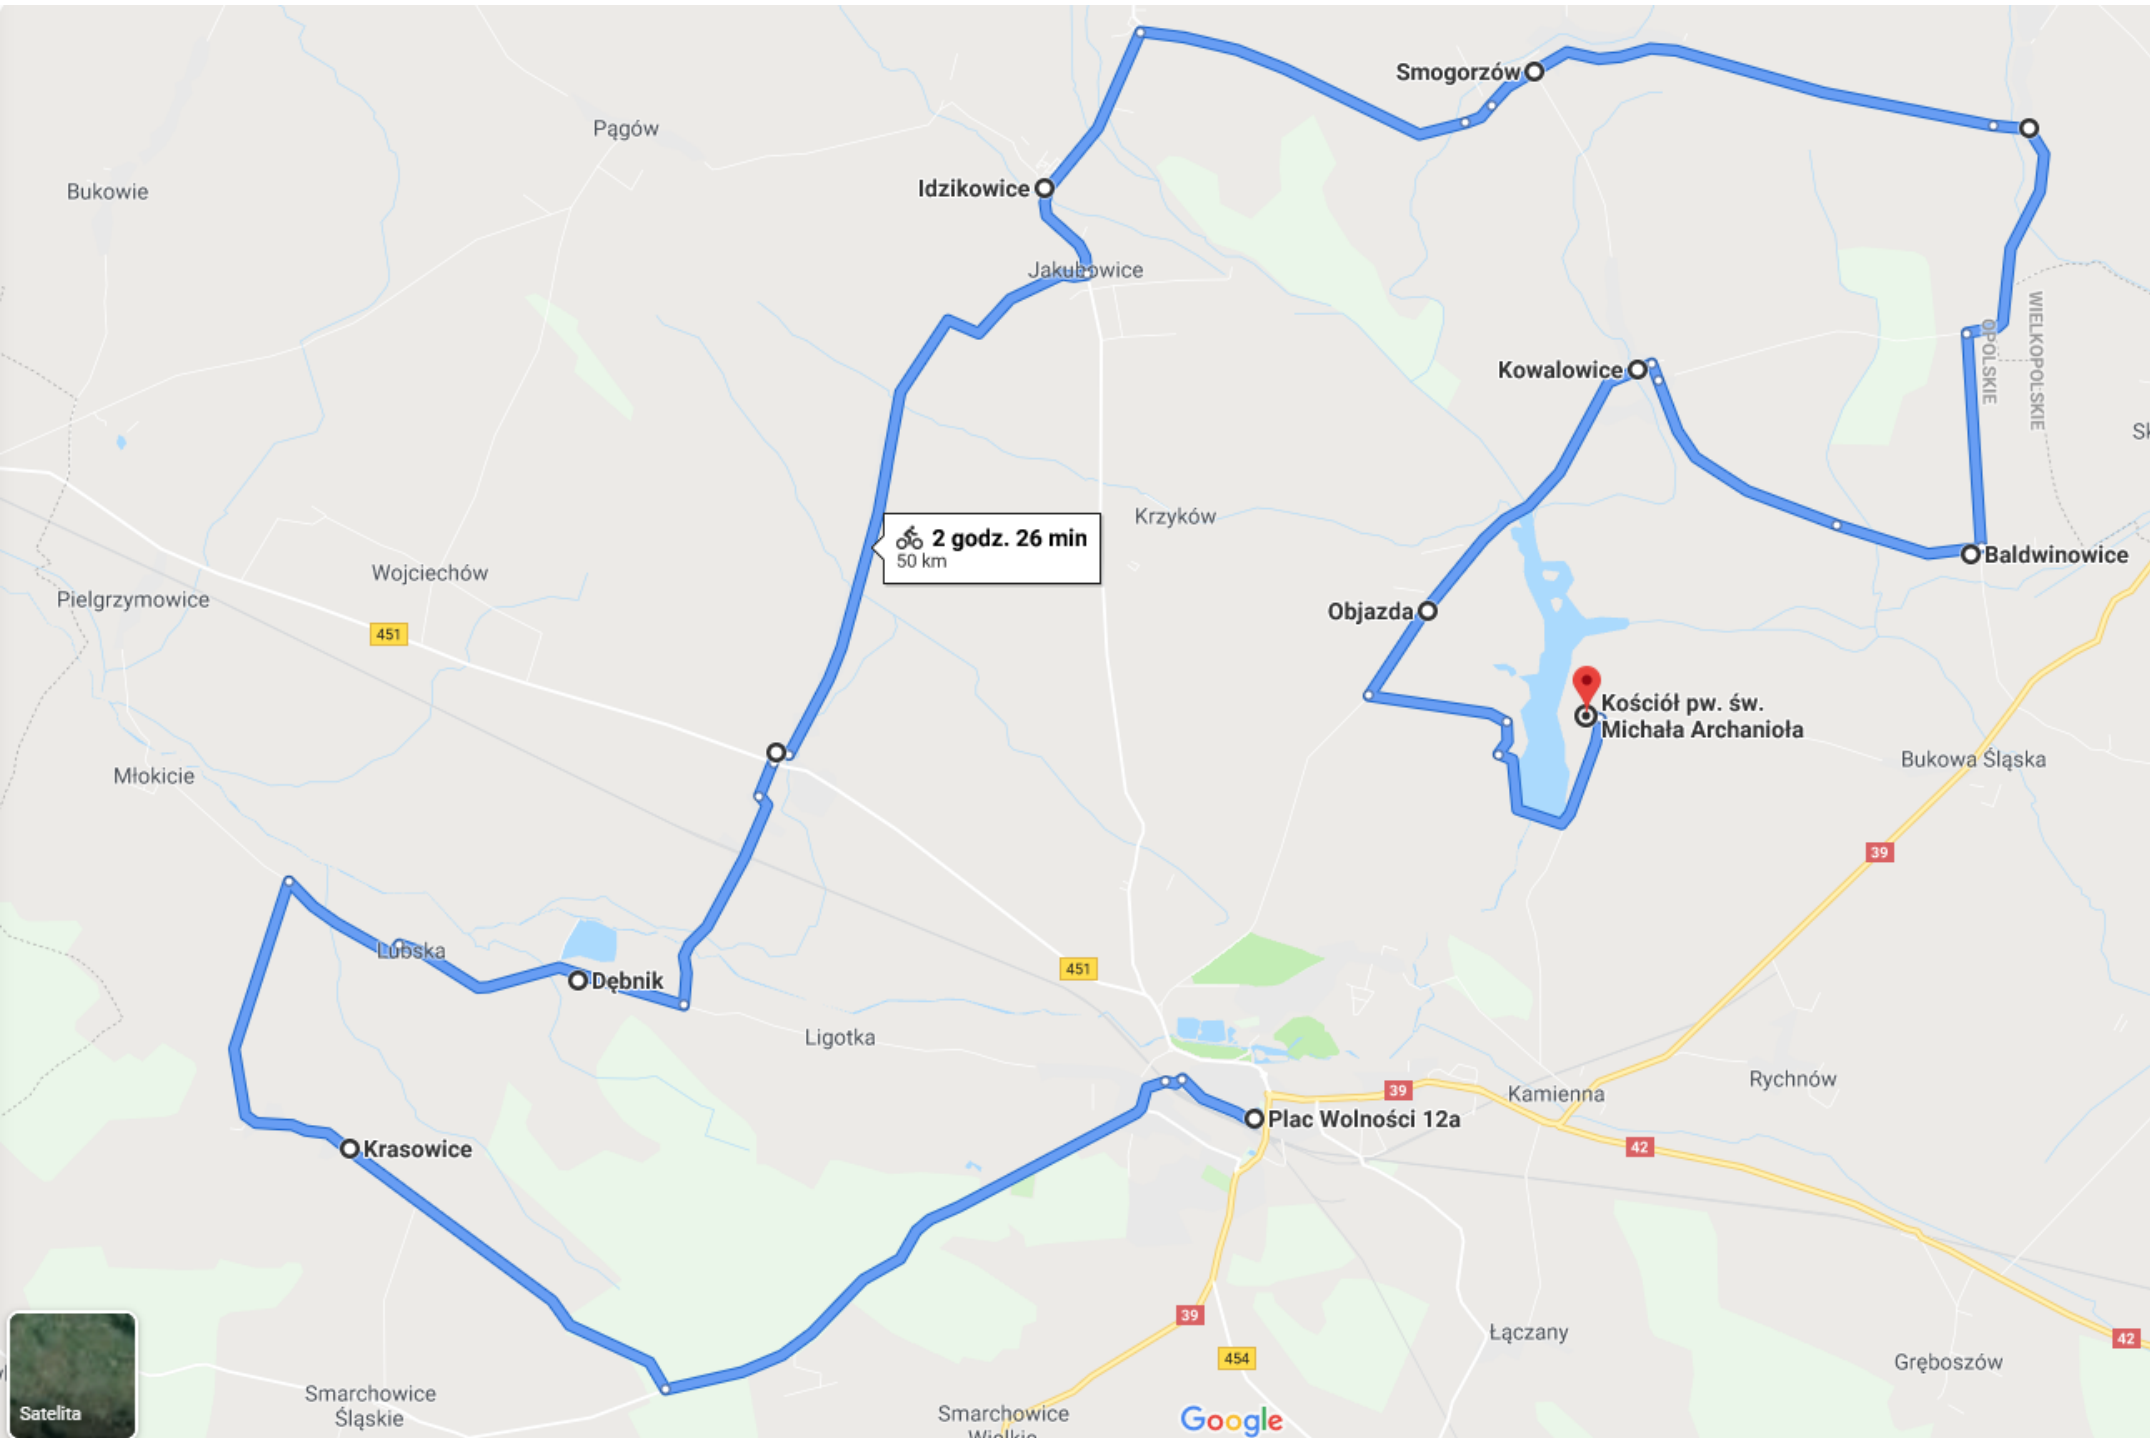 Smogorzów
Pągów
Bukowie
Idzikowice
Jakubowice
OPOLSKIE
WIELKOPOLSKIE
Kowalowice
Krzyków
2 godz. 26 min
50 km
Baldwinowice
Wojciechów
Pielgrzymowice
Objazda
451
Kościół pw. św.
Michała Archanioła
Bukowa Śląska
Młokicie
39
Lubska
Dębnik
451
Ligotka
Rychnów
39
Kamienna
Plac Wolności 12a
42
Krasowice
39
Łączany
42
454
Gręboszów
Smarchowice
Śląskie
Satelita
Smarchowice
Wielkie
Google